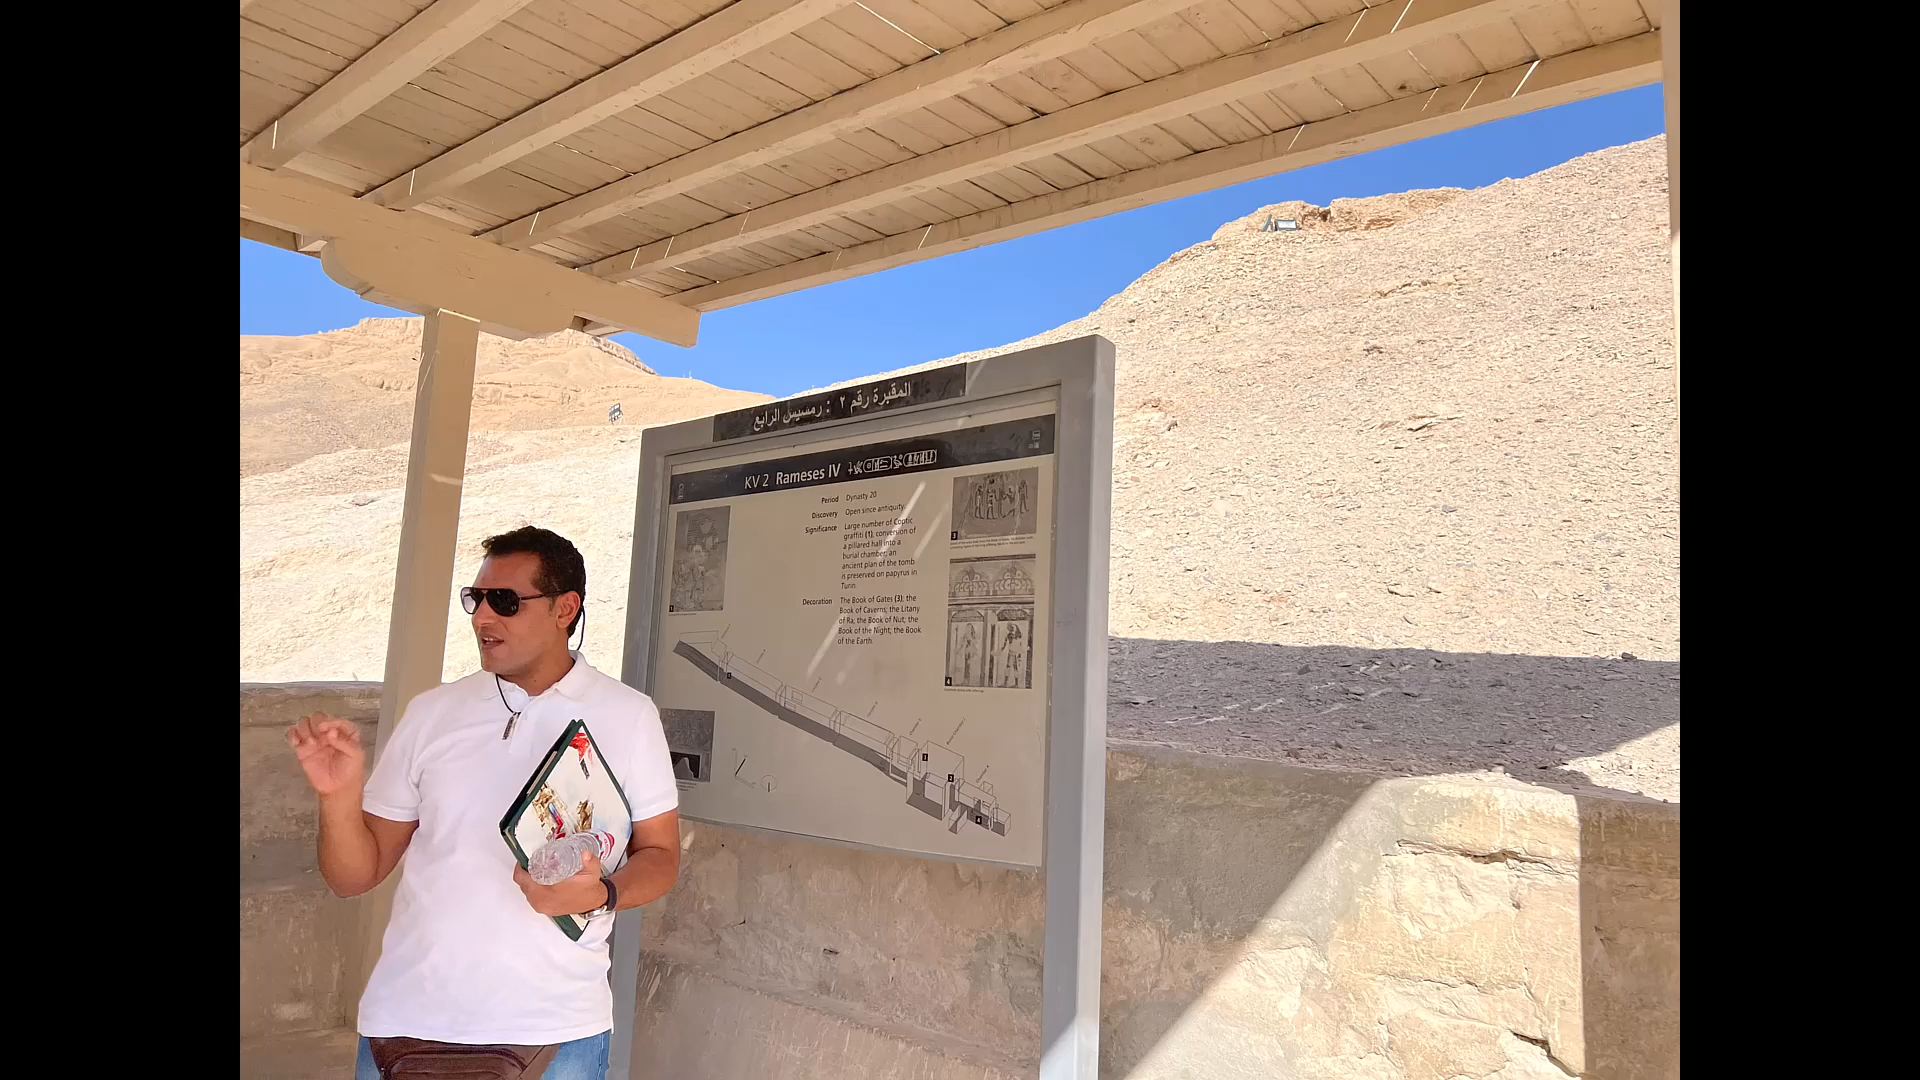 المقبرة رقم ٢ : رمسيس الرابع
KV 2 Rameses IV
Period Dynasty 20
Discovery Open since antiquity
Significance Large number of Coptic
graffiti (1); conversion of
a pillared hall into a
burial chamber; an
ancient plan of the tomb
is preserved on papyrus in
Turin
Decoration The Book of Gates (3); the
Book of Caverns; the Litany
of Ra; the Book of Nut; the
Book of the Night; the Book
of the Earth.